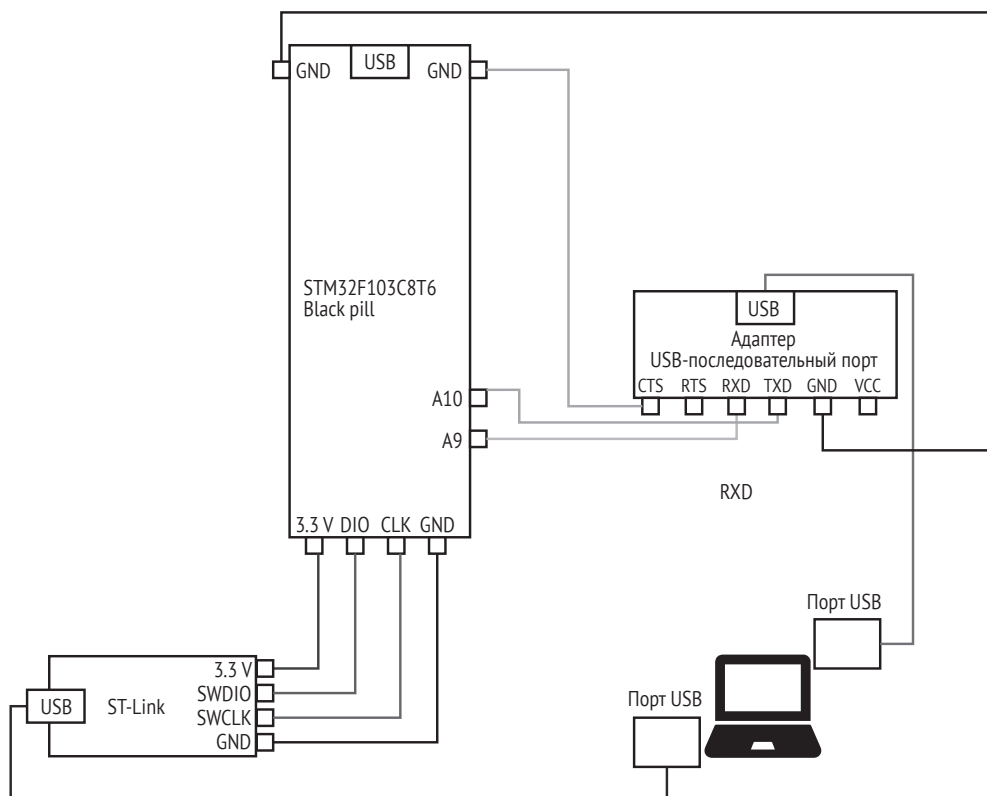 USB
GND
GND
STM32F103C8T6
Black pill
A10
A9
3.3 V DIO CLK GND
USB
Адаптер
USB-последовательный порт
CTS RTS RXD TXD GND VCC
RXD
Порт USB
Порт USB
3.3 V
SWDIO
SWCLK
GND
USB
ST-Link